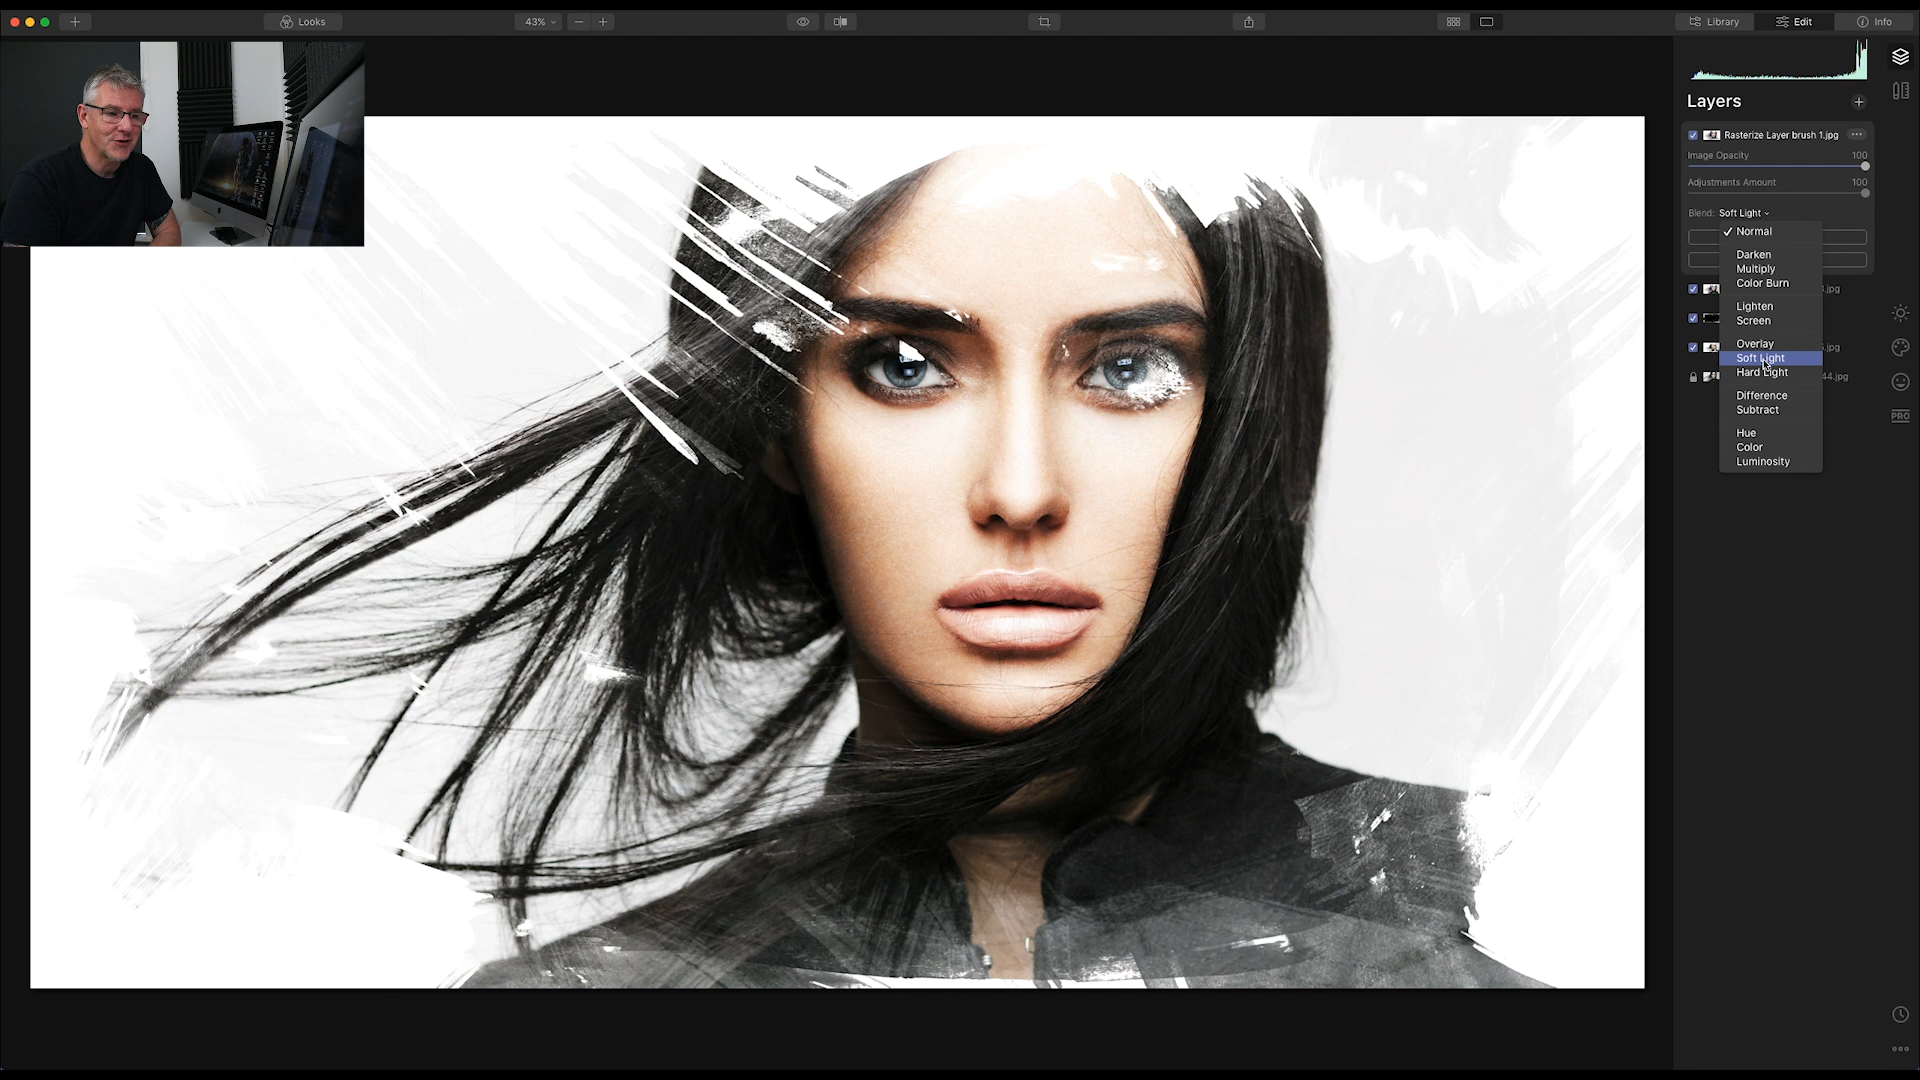 Looks
43%
Library
Edit
Info
Layers
Rasterize Layer brush 1.jpg
Image Opacity 100
Adjustments Amount 100
Blend: Soft Light
Normal
Darken
Multiply
Color Burn
.jpg
Lighten
Screen
Overlay
.jpg
Soft Light
Hard Light
44.jpg
Difference
Subtract
Hue
Color
Luminosity
PRO